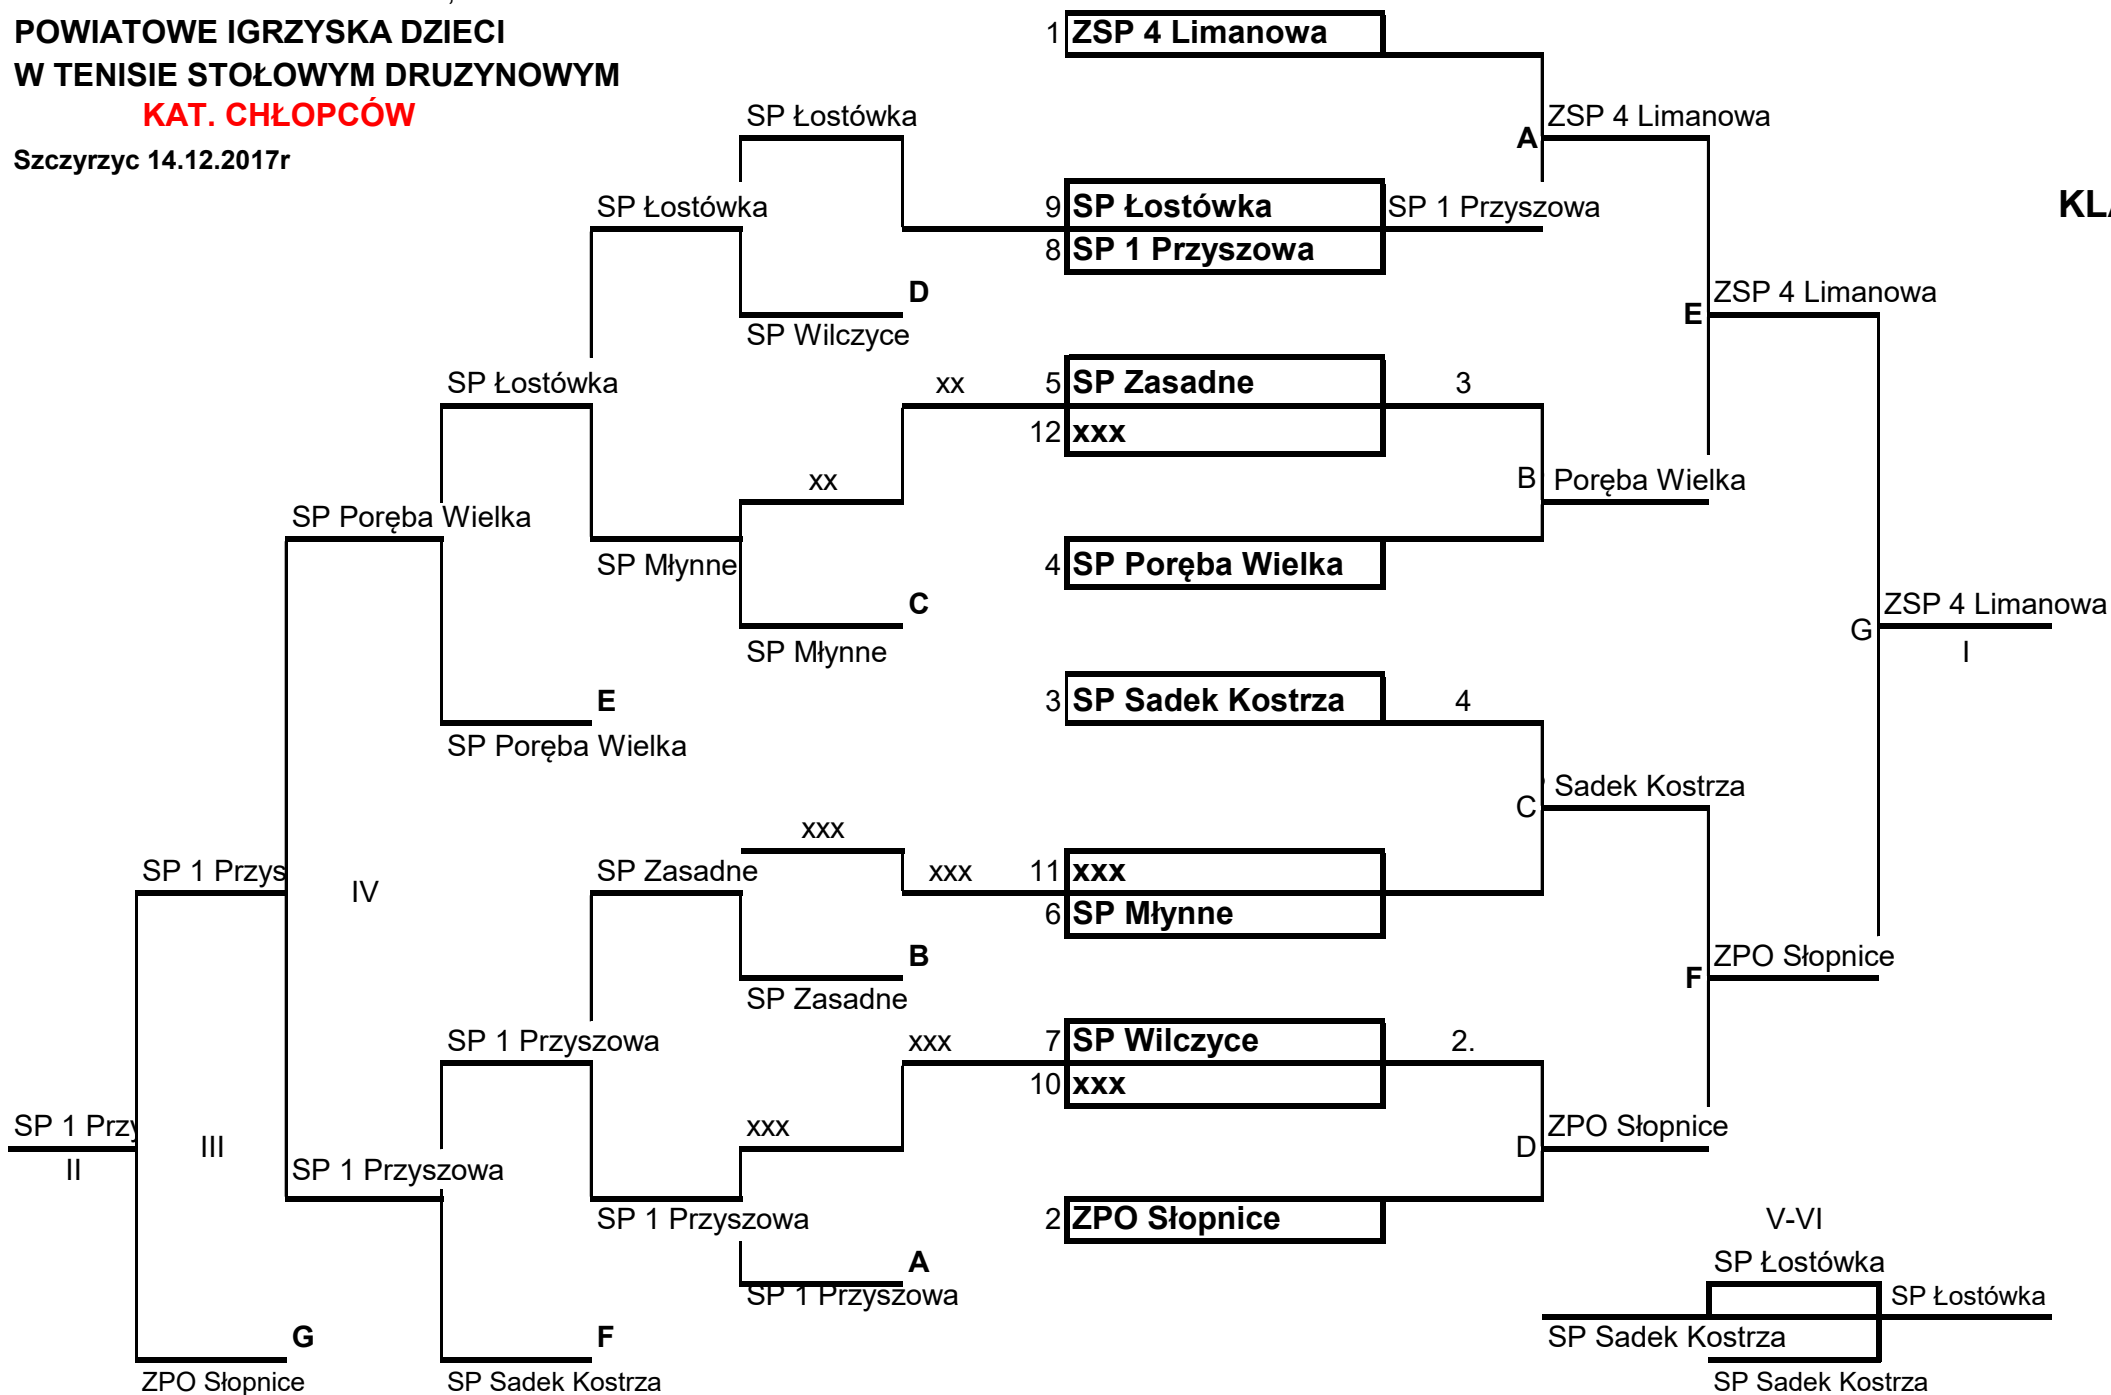 POWIATOWE IGRZYSKA DZIECI
W TENISIE STOŁOWYM DRUZYNOWYM
KAT. CHŁOPCÓW
Szczyrzyc 14.12.2017r
1 ZSP 4 Limanowa
SP Łostówka
ZSP 4 Limanowa
A
SP Łostówka
9 SP Łostówka
SP 1 Przyszowa
8 SP 1 Przyszowa
D
ZSP 4 Limanowa
E
SP Wilczyce
SP Łostówka
xx
5 SP Zasadne
3
12 xxx
xx
B
Poręba Wielka
SP Poręba Wielka
SP Młynne
4 SP Poręba Wielka
C
ZSP 4 Limanowa
G
I
SP Młynne
E
3 SP Sadek Kostrza
4
SP Poręba Wielka
Sadek Kostrza
C
xxx
SP 1 Przys
IV
SP Zasadne
xxx
11 xxx
6 SP Młynne
B
ZPO Słopnice
F
SP Zasadne
SP 1 Przyszowa
xxx
7 SP Wilczyce
2.
10 xxx
SP 1 Przy
III
xxx
ZPO Słopnice
D
II
SP 1 Przyszowa
SP 1 Przyszowa
2 ZPO Słopnice
V-VI
A
SP Łostówka
SP 1 Przyszowa
SP Łostówka
G
F
SP Sadek Kostrza
ZPO Słopnice
SP Sadek Kostrza
SP Sadek Kostrza